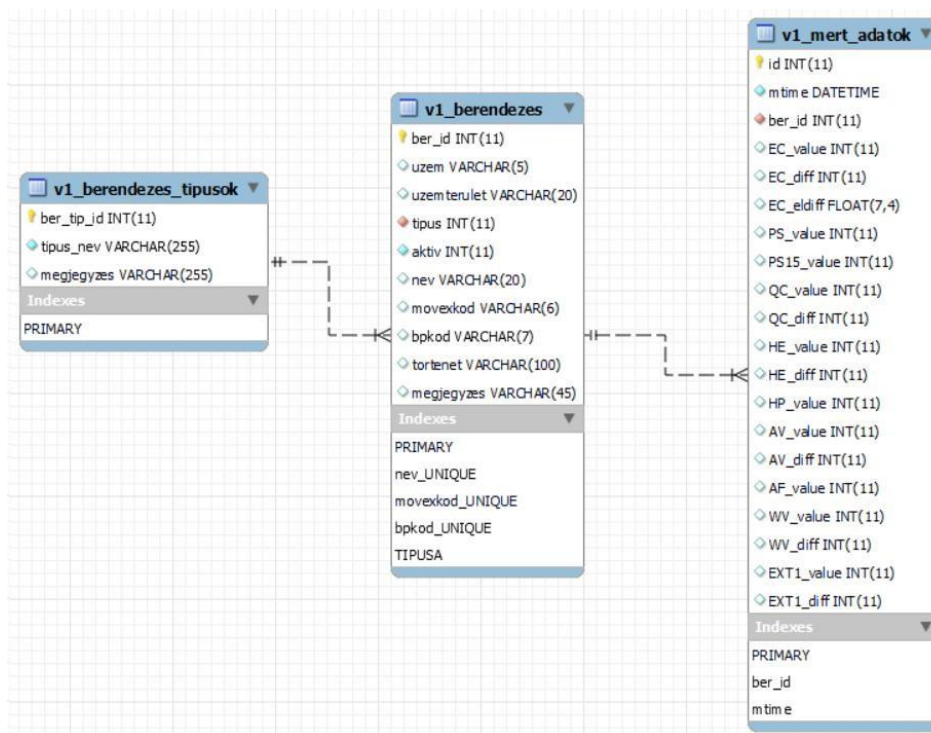 v1_berendezes_tipusok
ber_tip_id INT(11)
tipus_nev VARCHAR(255)
megjegyzes VARCHAR(255)
Indexes
PRIMARY
v1_berendezes
ber_id INT(11)
uzem VARCHAR(5)
uzemterulet VARCHAR(20)
tipus INT(11)
aktiv INT(11)
nev VARCHAR(20)
movexkod VARCHAR(6)
bpkod VARCHAR(7)
tortenet VARCHAR(100)
megjegyzes VARCHAR(45)
Indexes
PRIMARY
nev_UNIQUE
movexkod_UNIQUE
bpkod_UNIQUE
TIPUSA
v1_mert_adatok
id INT(11)
mtime DATETIME
ber_id INT(11)
EC_value INT(11)
EC_diff INT(11)
EC_eldiff FLOAT(7,4)
PS_value INT(11)
PS15_value INT(11)
QC_value INT(11)
QC_diff INT(11)
HE_value INT(11)
HE_diff INT(11)
HP_value INT(11)
AV_value INT(11)
AV_diff INT(11)
AF_value INT(11)
WV_value INT(11)
WV_diff INT(11)
EXT1_value INT(11)
EXT1_diff INT(11)
Indexes
PRIMARY
ber_id
mtime